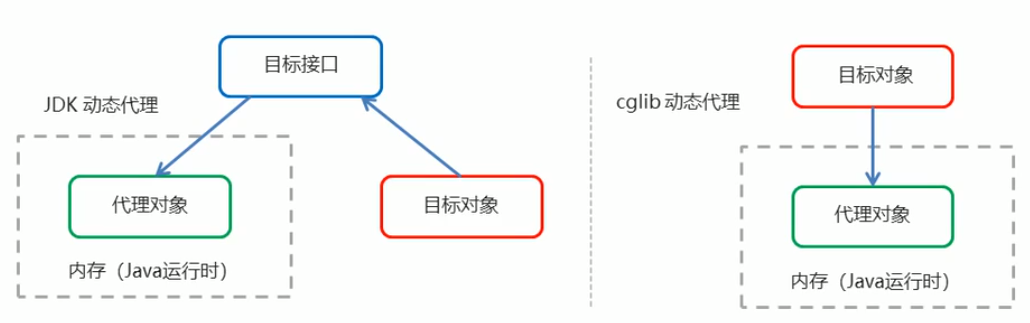 目标接口
JDK 动态代理
代理对象
目标对象
内存（Java运行时）
目标对象
cglib 动态代理
代理对象
内存（Java运行时）